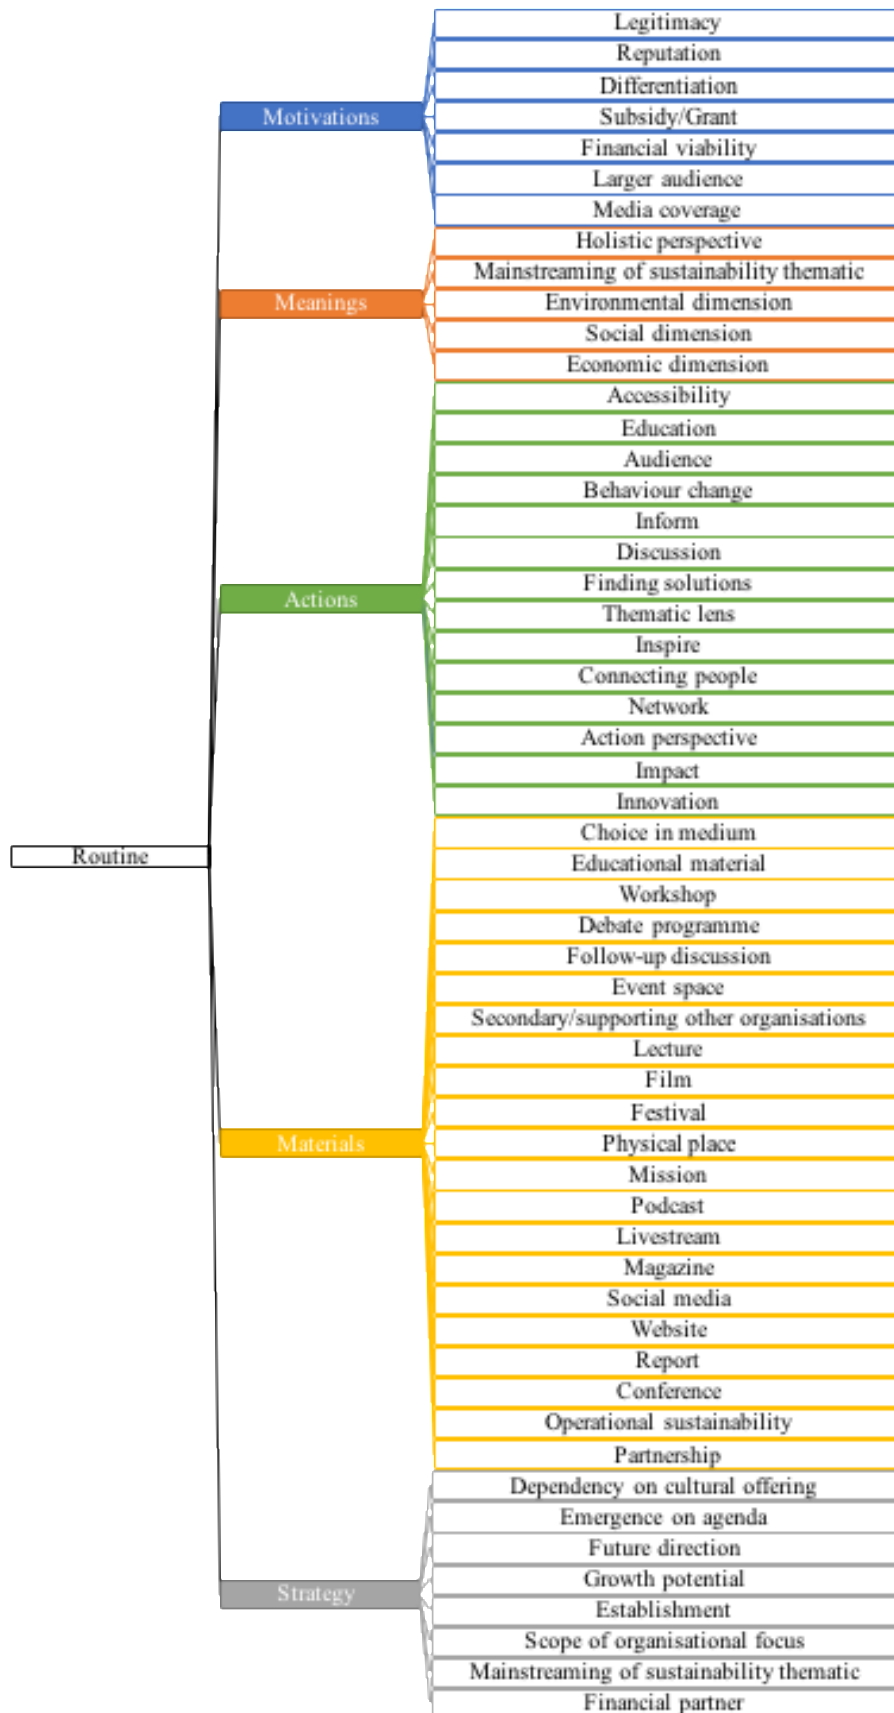 Routine
Motivations
Legitimacy
Reputation
Differentiation
Subsidy/Grant
Financial viability
Larger audience
Media coverage
Meanings
Holistic perspective
Mainstreaming of sustainability thematic
Environmental dimension
Social dimension
Economic dimension
Actions
Accessibility
Education
Audience
Behaviour change
Inform
Discussion
Finding solutions
Thematic lens
Inspire
Connecting people
Network
Action perspective
Impact
Innovation
Materials
Choice in medium
Educational material
Workshop
Debate programme
Follow-up discussion
Event space
Secondary/supporting other organisations
Lecture
Film
Festival
Physical place
Mission
Podcast
Livestream
Magazine
Social media
Website
Report
Conference
Operational sustainability
Partnership
Strategy
Dependency on cultural offering
Emergence on agenda
Future direction
Growth potential
Establishment
Scope of organisational focus
Mainstreaming of sustainability thematic
Financial partner